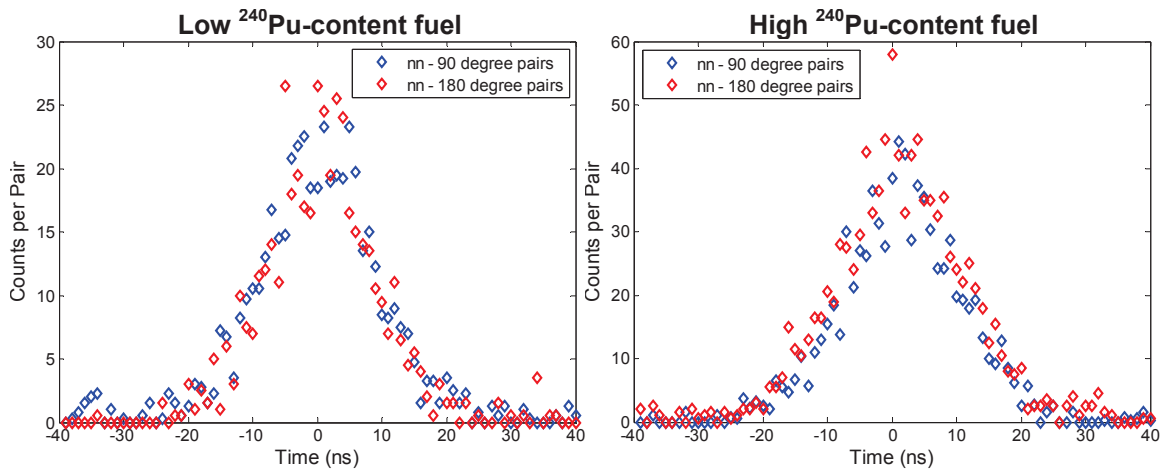 Low ²⁴⁰Pu-content fuel
30
25
20
15
10
5
0
-40 -30 -20 -10 0 10 20 30 40
Counts per Pair
Time (ns)
nn - 90 degree pairs
nn - 180 degree pairs
High ²⁴⁰Pu-content fuel
60
50
40
30
20
10
0
-40 -30 -20 -10 0 10 20 30 40
Counts per Pair
Time (ns)
nn - 90 degree pairs
nn - 180 degree pairs